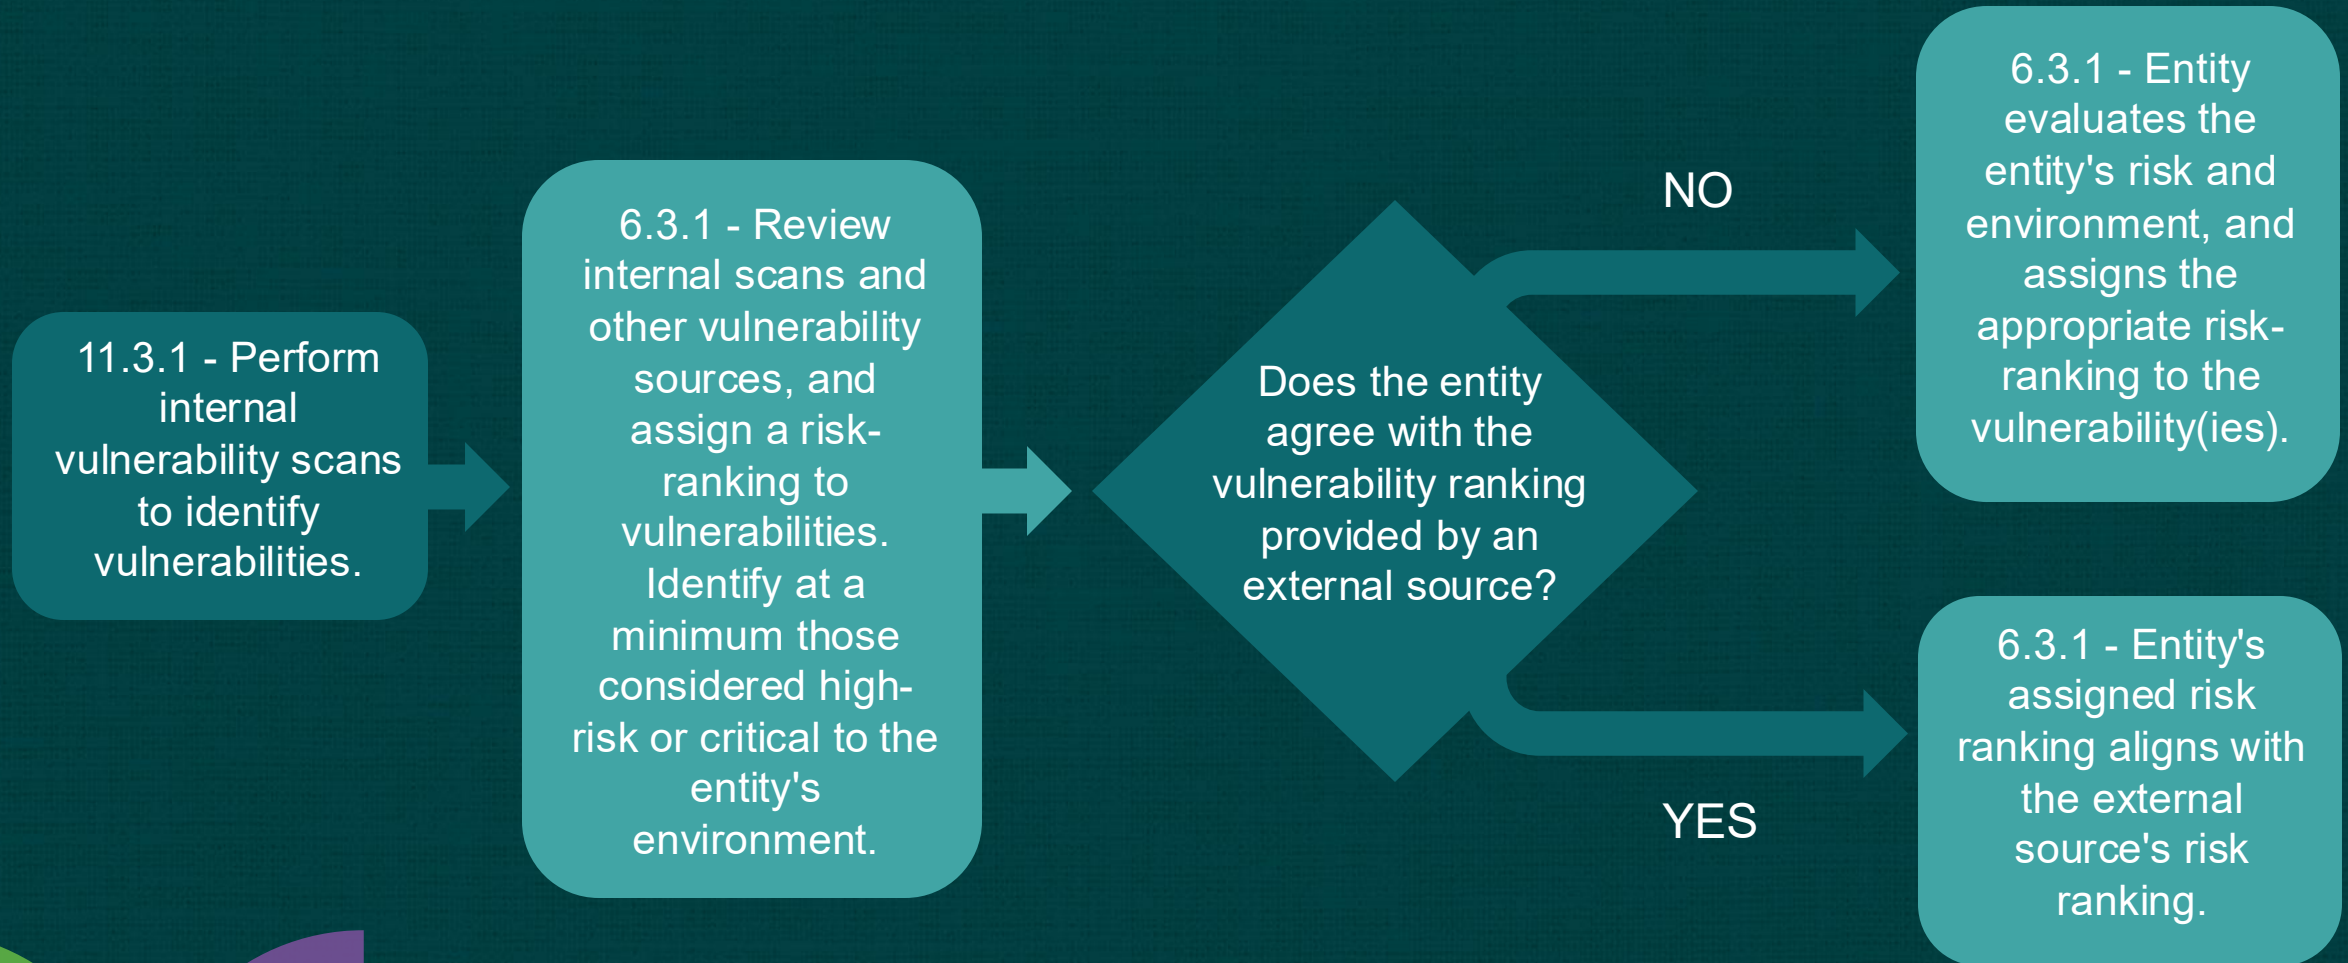 11.3.1 - Perform
internal
vulnerability scans
to identify
vulnerabilities.
6.3.1 - Review
internal scans and
other vulnerability
sources, and
assign a risk-
ranking to
vulnerabilities.
Identify at a
minimum those
considered high-
risk or critical to the
entity's
environment.
Does the entity
agree with the
vulnerability ranking
provided by an
external source?
NO
6.3.1 - Entity
evaluates the
entity's risk and
environment, and
assigns the
appropriate risk-
ranking to the
vulnerability(ies).
YES
6.3.1 - Entity's
assigned risk
ranking aligns with
the external
source's risk
ranking.